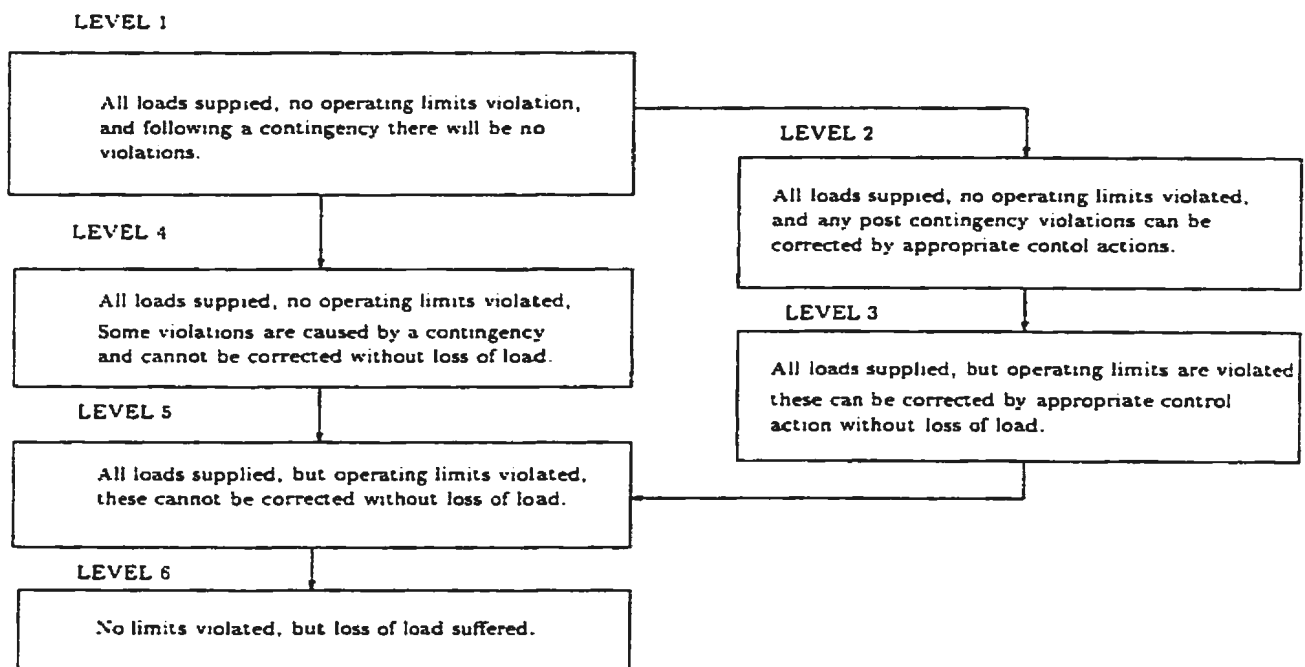 LEVEL 1
All loads suppied, no operating limits violation,
and following a contingency there will be no
violations.
LEVEL 2
All loads suppied, no operating limits violated,
and any post contingency violations can be
corrected by appropriate contol actions.
LEVEL 4
All loads suppied, no operating limits violated,
Some violations are caused by a contingency
and cannot be corrected without loss of load.
LEVEL 3
All loads supplied, but operating limits are violated
these can be corrected by appropriate control
action without loss of load.
LEVEL 5
All loads supplied, but operating limits violated,
these cannot be corrected without loss of load.
LEVEL 6
No limits violated, but loss of load suffered.